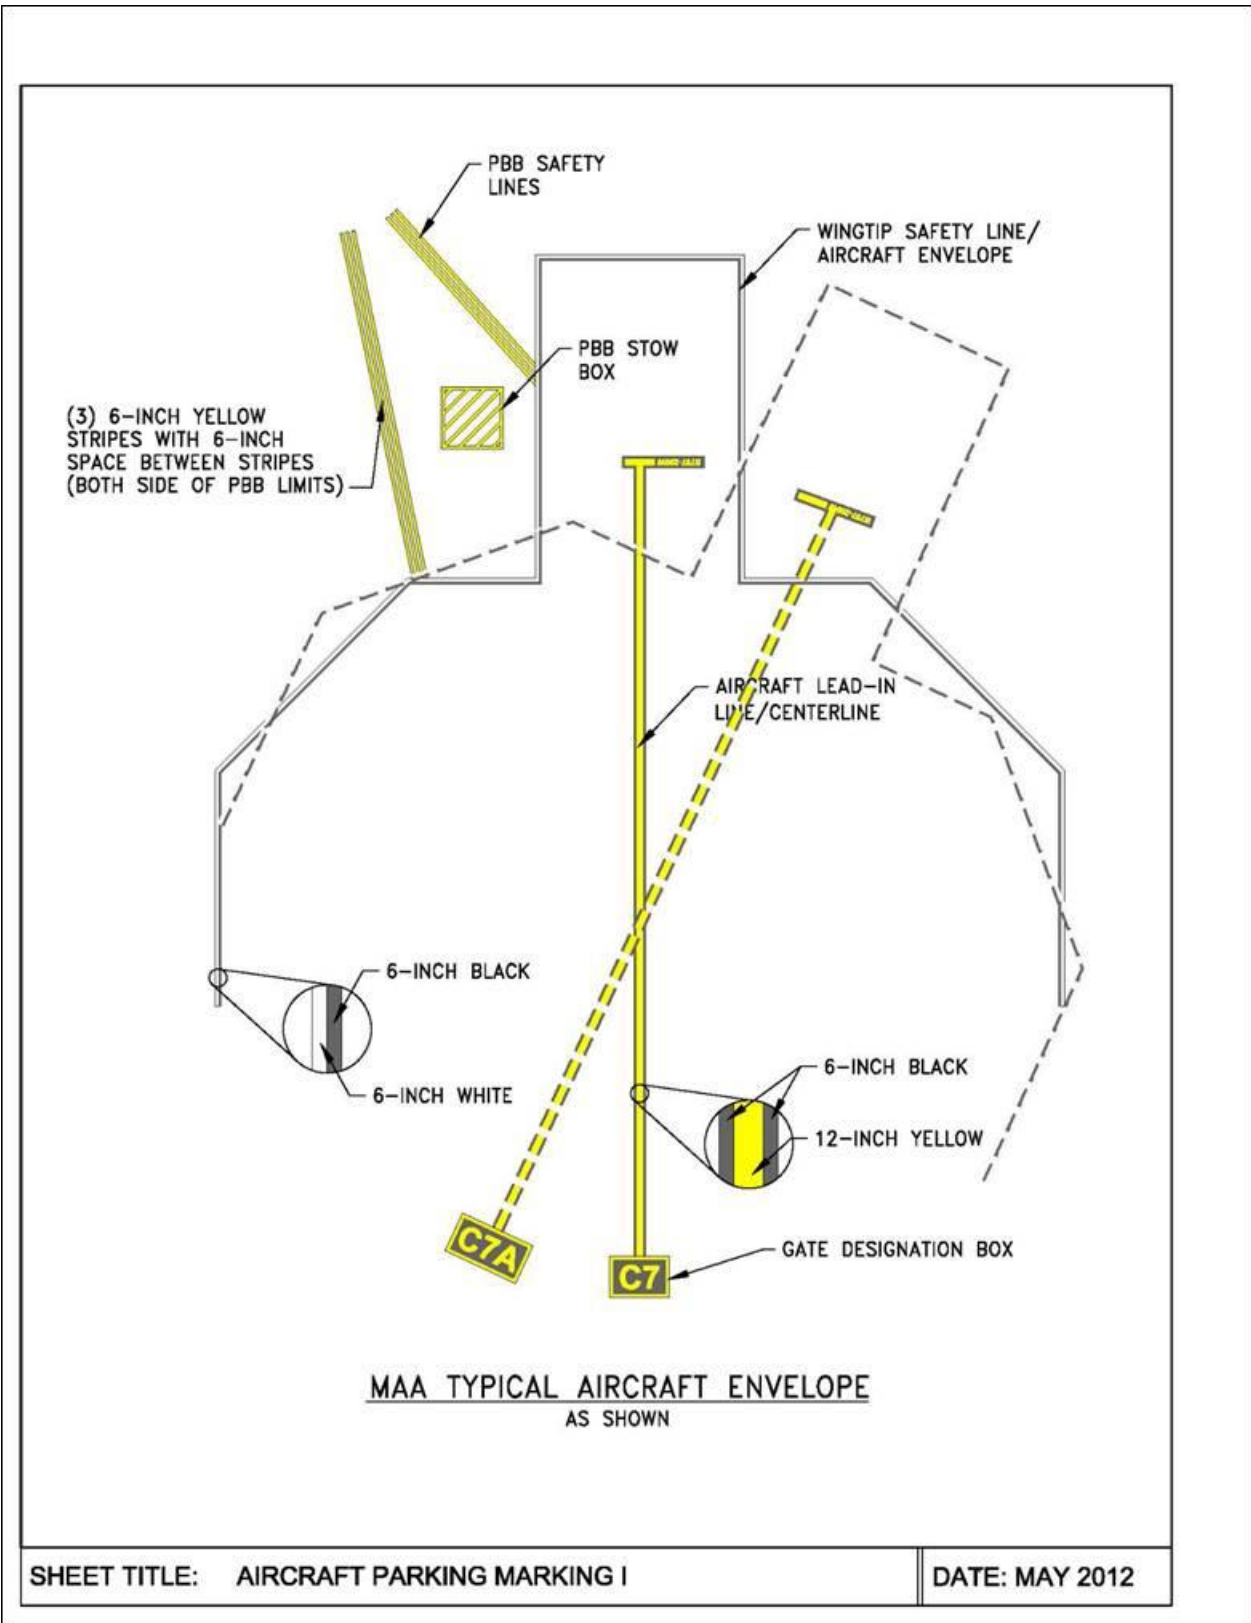 PBB SAFETY
LINES
WINGTIP SAFETY LINE/
AIRCRAFT ENVELOPE
PBB STOW
BOX
(3) 6-INCH YELLOW
STRIPES WITH 6-INCH
SPACE BETWEEN STRIPES
(BOTH SIDE OF PBB LIMITS)
AIRCRAFT LEAD-IN
LINE/CENTERLINE
6-INCH BLACK
6-INCH WHITE
6-INCH BLACK
12-INCH YELLOW
C7A
C7
GATE DESIGNATION BOX
MAA TYPICAL AIRCRAFT ENVELOPE
AS SHOWN
SHEET TITLE: AIRCRAFT PARKING MARKING I
DATE: MAY 2012